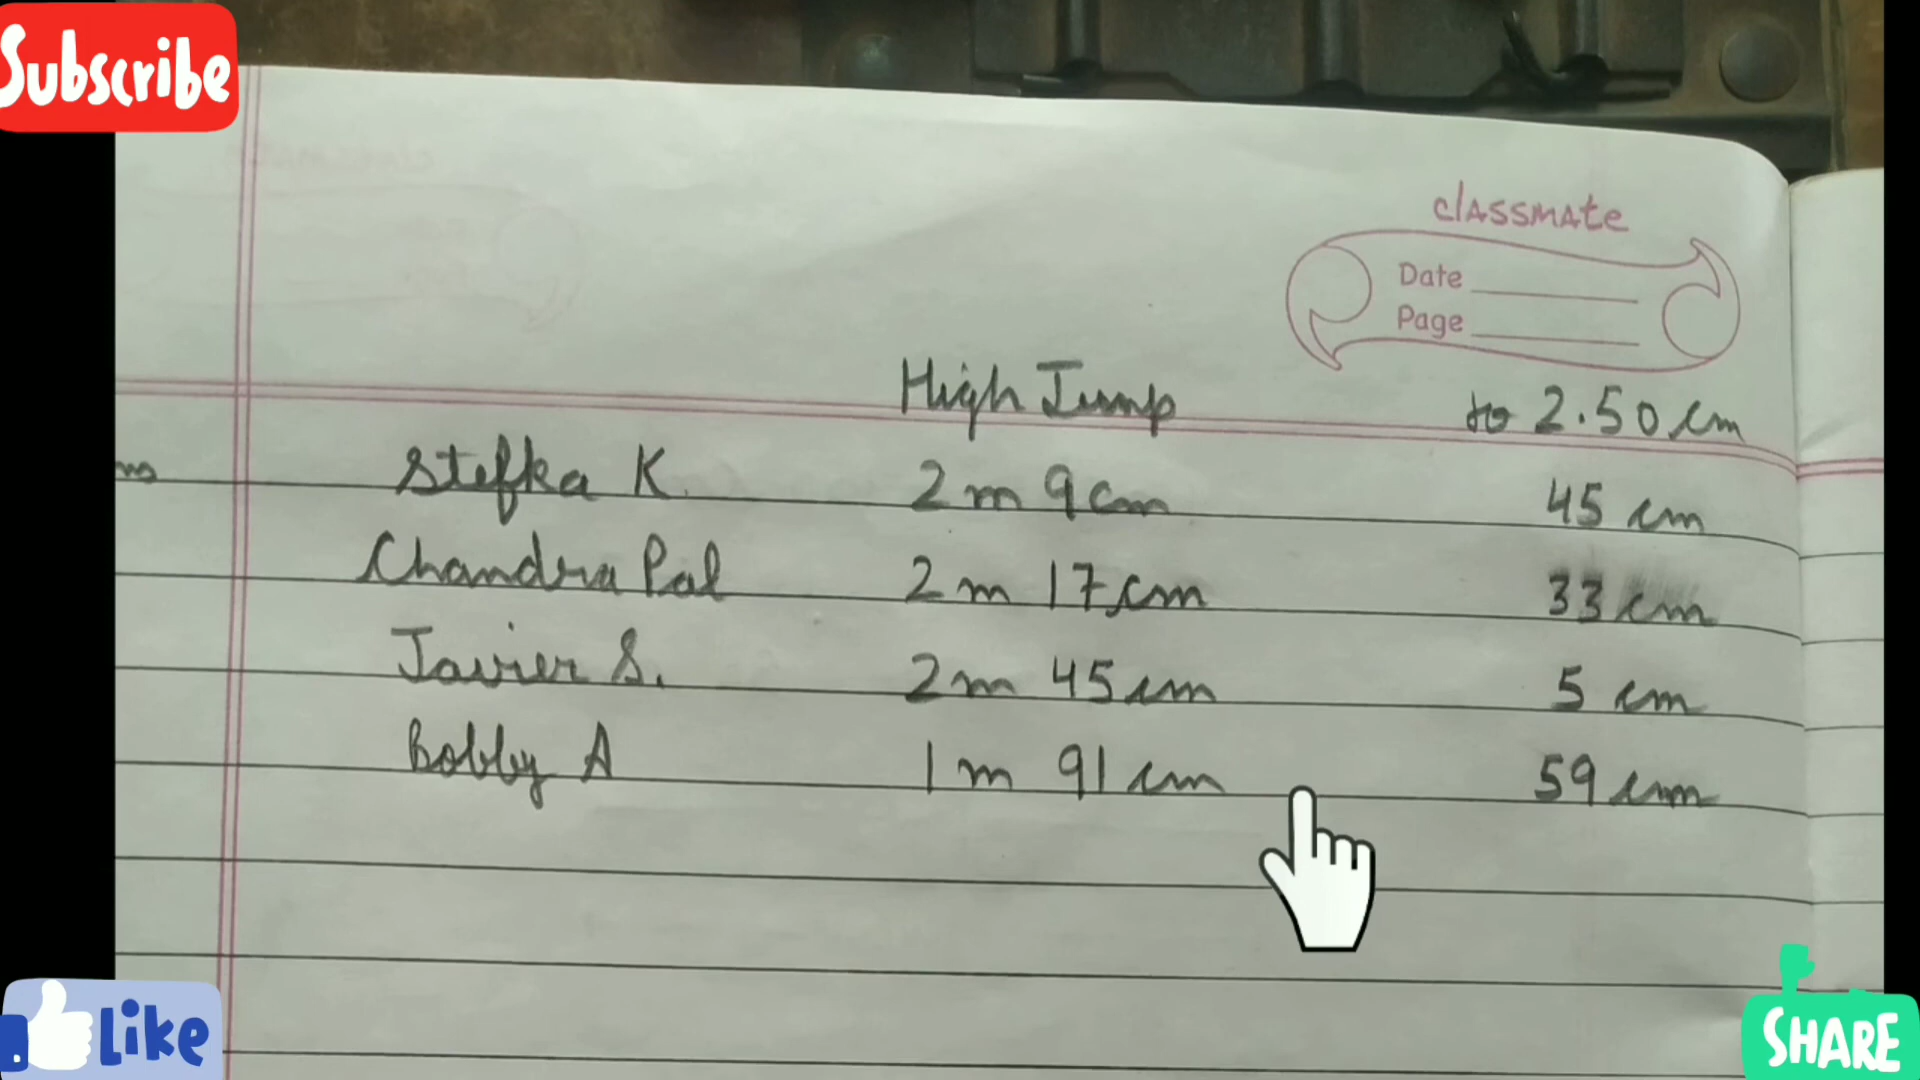 Subscribe
classmate
Date
Page
High Jump to 2.50 cm
Stefka K. 2 m 9 cm 45 cm
Chandra Pal 2 m 17 cm 33 cm
Javier S. 2 m 45 cm 5 cm
Bobby A 1 m 91 cm 59 cm
Like
SHARE